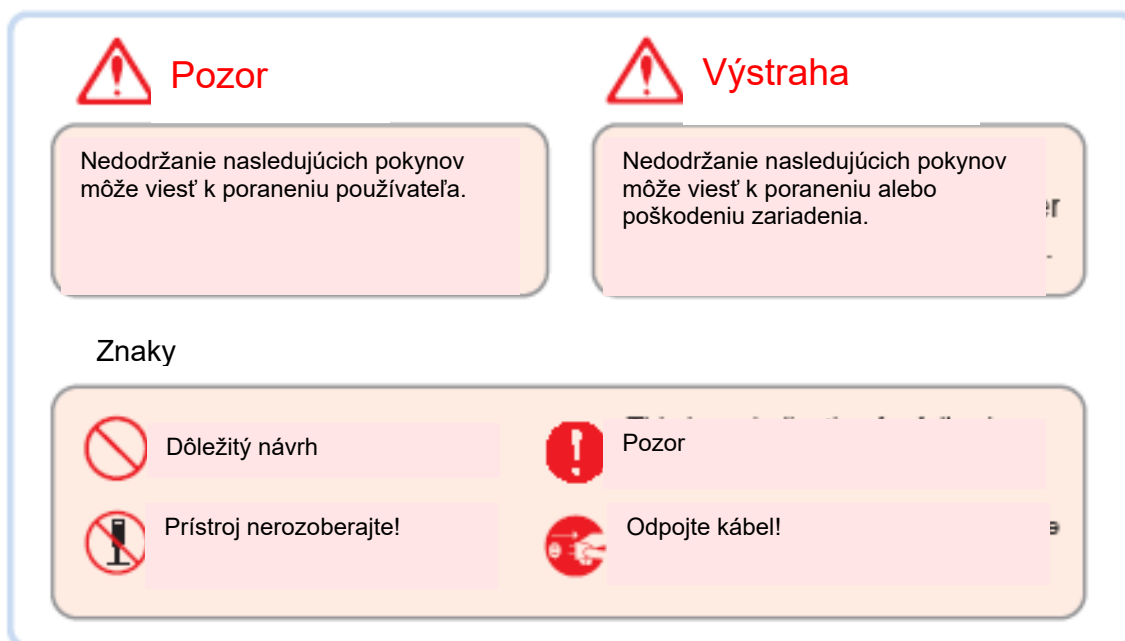 Pozor
Výstraha
Nedodržanie nasledujúcich pokynov
môže viesť k poraneniu používateľa.
Nedodržanie nasledujúcich pokynov
môže viesť k poraneniu alebo
poškodeniu zariadenia.
Znaky
Dôležitý návrh
Pozor
Prístroj nerozoberajte!
Odpojte kábel!